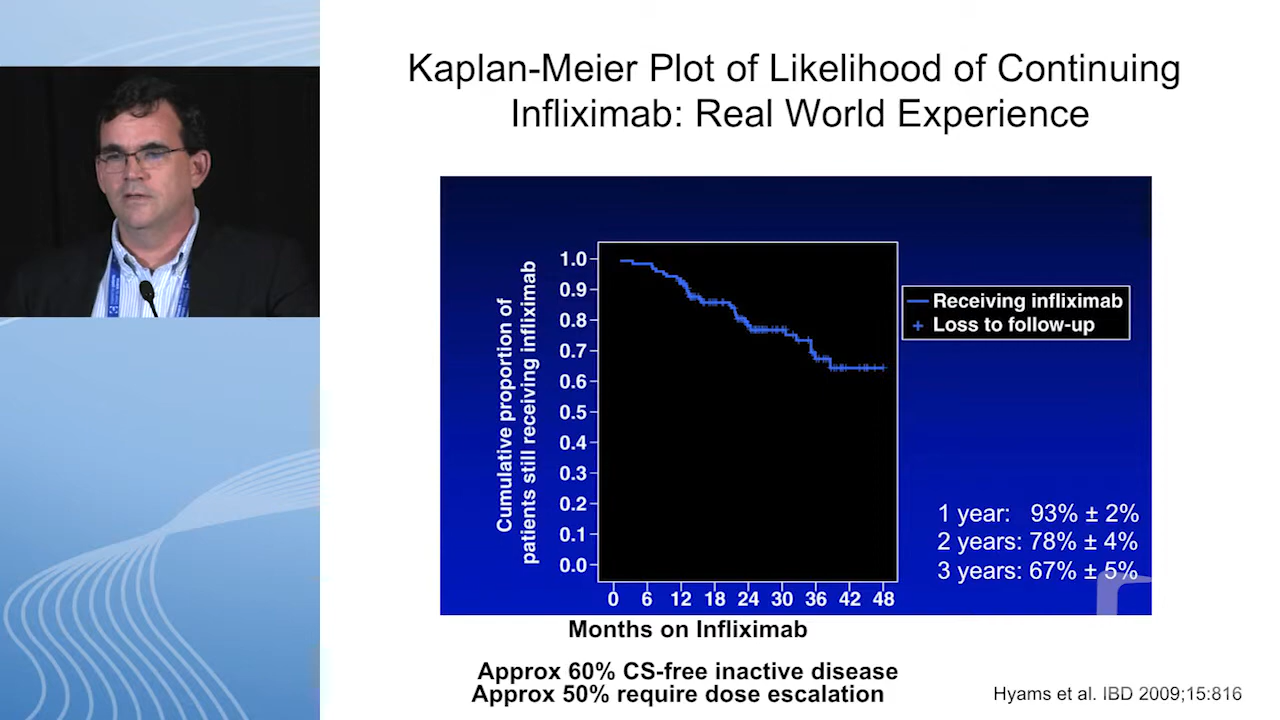 Kaplan-Meier Plot of Likelihood of Continuing
Infliximab: Real World Experience
Cumulative proportion of
patients still receiving infliximab
1.0
0.9
0.8
0.7
0.6
0.5
0.4
0.3
0.2
0.1
0.0
0 6 12 18 24 30 36 42 48
Receiving infliximab
Loss to follow-up
1 year: 93% ± 2%
2 years: 78% ± 4%
3 years: 67% ± 5%
Months on Infliximab
Approx 60% CS-free inactive disease
Approx 50% require dose escalation
Hyams et al. IBD 2009;15:816